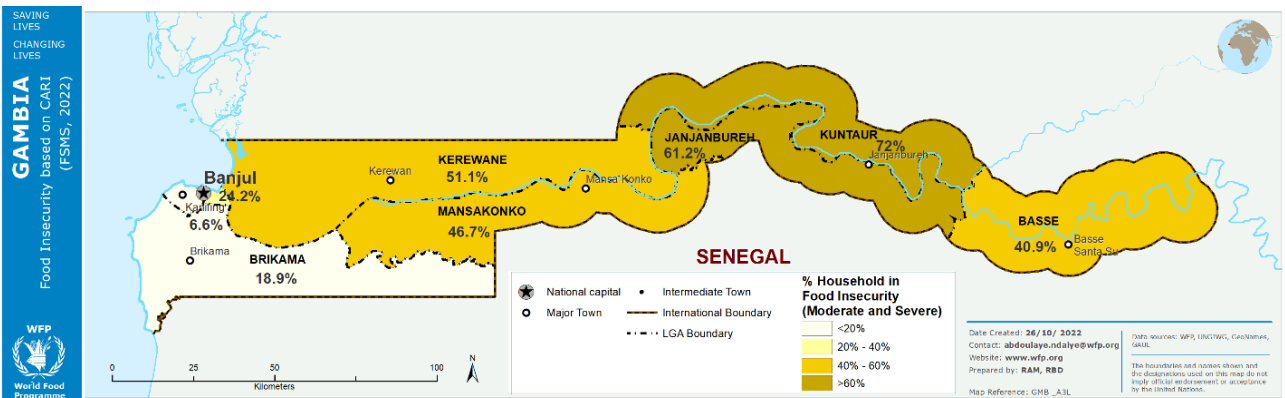 SAVING
LIVES
CHANGING
LIVES
GAMBIA
Food Insecurity based on CARI
(FSMS, 2022)
WFP
World Food
Programme
Banjul
24.2%
Kanifing
6.6%
Brikama
BRIKAMA
18.9%
Kerewan
KEREWANE
51.1%
MANSAKONKO
46.7%
Mansa Konko
JANJANBUREH
61.2%
KUNTAUR
72%
Janjanbureh
BASSE
40.9%
Basse
Santa Su
SENEGAL
National capital
Major Town
Intermediate Town
International Boundary
LGA Boundary
% Household in
Food Insecurity
(Moderate and Severe)
<20%
20% - 40%
40% - 60%
>60%
0 25 50 100
Kilometers
N
Date Created: 26/10/ 2022
Contact: abdoulaye.ndaiye@wfp.org
Website: www.wfp.org
Prepared by: RAM, RBD
Map Reference: GMB _A3L
Data sources: WFP, UNGIWG, GeoNames,
GAUL
The boundaries and names shown and
the designations used on this map do not
imply official endorsement or acceptance
by the United Nations.